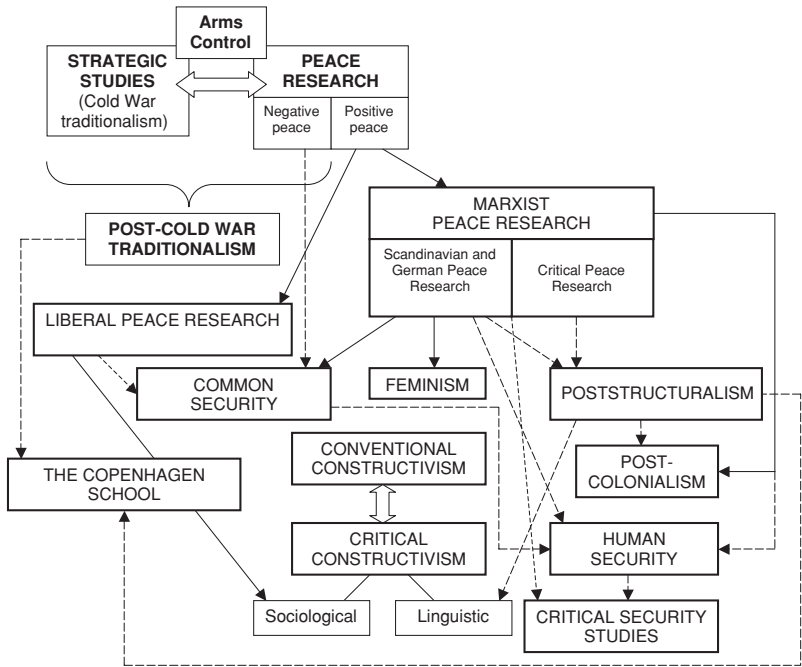 Arms
Control
STRATEGIC
STUDIES
(Cold War
traditionalism)
PEACE
RESEARCH
Negative
peace
Positive
peace
MARXIST
PEACE RESEARCH
POST-COLD WAR
TRADITIONALISM
Scandinavian and
German Peace
Research
Critical Peace
Research
LIBERAL PEACE RESEARCH
COMMON
SECURITY
FEMINISM
POSTSTRUCTURALISM
CONVENTIONAL
CONSTRUCTIVISM
POST-
COLONIALISM
THE COPENHAGEN
SCHOOL
CRITICAL
CONSTRUCTIVISM
HUMAN
SECURITY
Sociological
Linguistic
CRITICAL SECURITY
STUDIES